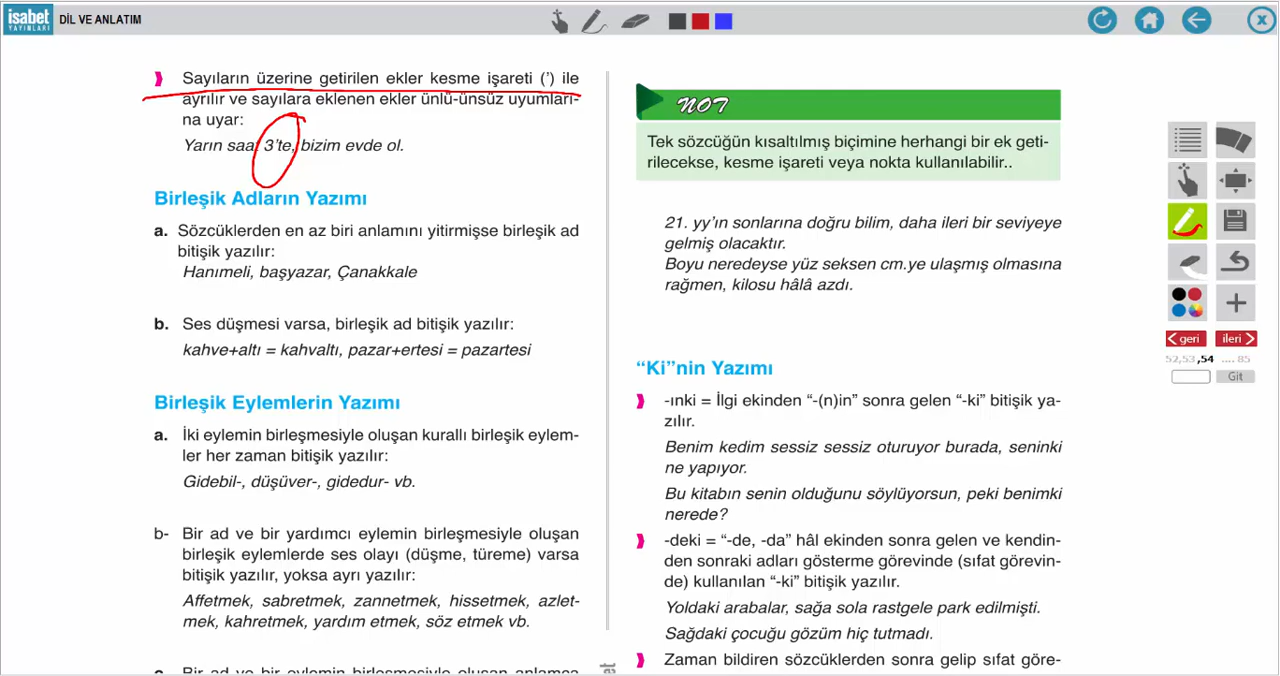 isabet
YAYINLARI
DİL VE ANLATIM
Sayıların üzerine getirilen ekler kesme işareti (’) ile
ayrılır ve sayılara eklenen ekler ünlü-ünsüz uyumları-
na uyar:
Yarın saat 3’te, bizim evde ol.
Birleşik Adların Yazımı
a. Sözcüklerden en az biri anlamını yitirmişse birleşik ad
bitişik yazılır:
Hanımeli, başyazar, Çanakkale
b. Ses düşmesi varsa, birleşik ad bitişik yazılır:
kahve+altı = kahvaltı, pazar+ertesi = pazartesi
Birleşik Eylemlerin Yazımı
a. İki eylemin birleşmesiyle oluşan kurallı birleşik eylem-
ler her zaman bitişik yazılır:
Gidebil-, düşüver-, gidedur- vb.
b- Bir ad ve bir yardımcı eylemin birleşmesiyle oluşan
birleşik eylemlerde ses olayı (düşme, türeme) varsa
bitişik yazılır, yoksa ayrı yazılır:
Affetmek, sabretmek, zannetmek, hissetmek, azlet-
mek, kahretmek, yardım etmek, söz etmek vb.
c. Bir ad ve bir eylemin birleşmesiyle oluşan anlamca
NOT
Tek sözcüğün kısaltılmış biçimine herhangi bir ek geti-
rilecekse, kesme işareti veya nokta kullanılabilir..
21. yy’ın sonlarına doğru bilim, daha ileri bir seviyeye
gelmiş olacaktır.
Boyu neredeyse yüz seksen cm.ye ulaşmış olmasına
rağmen, kilosu hâlâ azdı.
“Ki”nin Yazımı
-ınki = İlgi ekinden “-(n)in” sonra gelen “-ki” bitişik ya-
zılır.
Benim kedim sessiz sessiz oturuyor burada, seninki
ne yapıyor.
Bu kitabın senin olduğunu söylüyorsun, peki benimki
nerede?
-deki = “-de, -da” hâl ekinden sonra gelen ve kendin-
den sonraki adları gösterme görevinde (sıfat görevin-
de) kullanılan “-ki” bitişik yazılır.
Yoldaki arabalar, sağa sola rastgele park edilmişti.
Sağdaki çocuğu gözüm hiç tutmadı.
Zaman bildiren sözcüklerden sonra gelip sıfat göre-
geri ileri
52,53,54 .... 85
Git